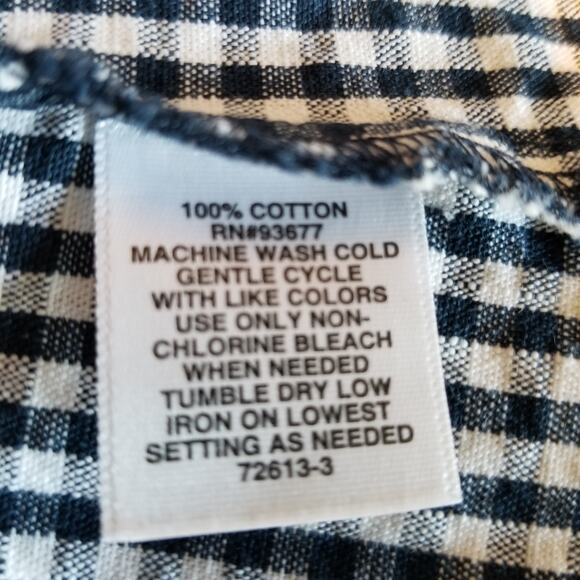 100% COTTON
RN#93677
MACHINE WASH COLD
GENTLE CYCLE
WITH LIKE COLORS
USE ONLY NON-
CHLORINE BLEACH
WHEN NEEDED
TUMBLE DRY LOW
IRON ON LOWEST
SETTING AS NEEDED
72613-3